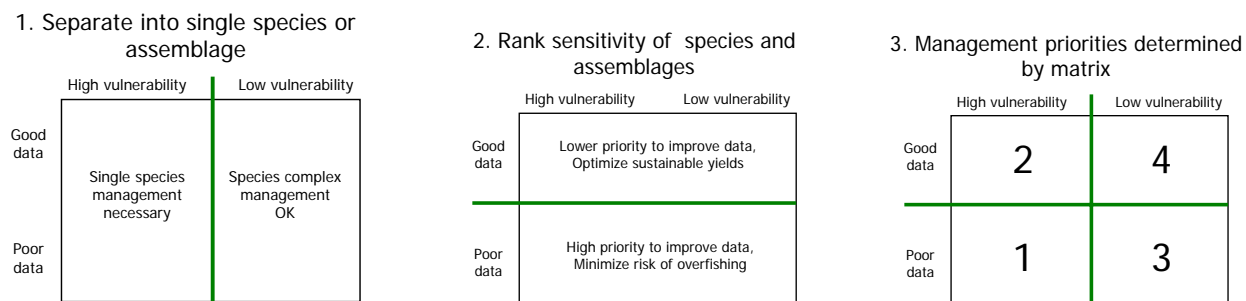 1. Separate into single species or
assemblage
High vulnerability
Low vulnerability
Good
data
Single species
management
necessary
Species complex
management
OK
Poor
data
2. Rank sensitivity of species and
assemblages
High vulnerability
Low vulnerability
Good
data
Lower priority to improve data,
Optimize sustainable yields
Poor
data
High priority to improve data,
Minimize risk of overfishing
3. Management priorities determined
by matrix
High vulnerability
Low vulnerability
Good
data
2
4
Poor
data
1
3